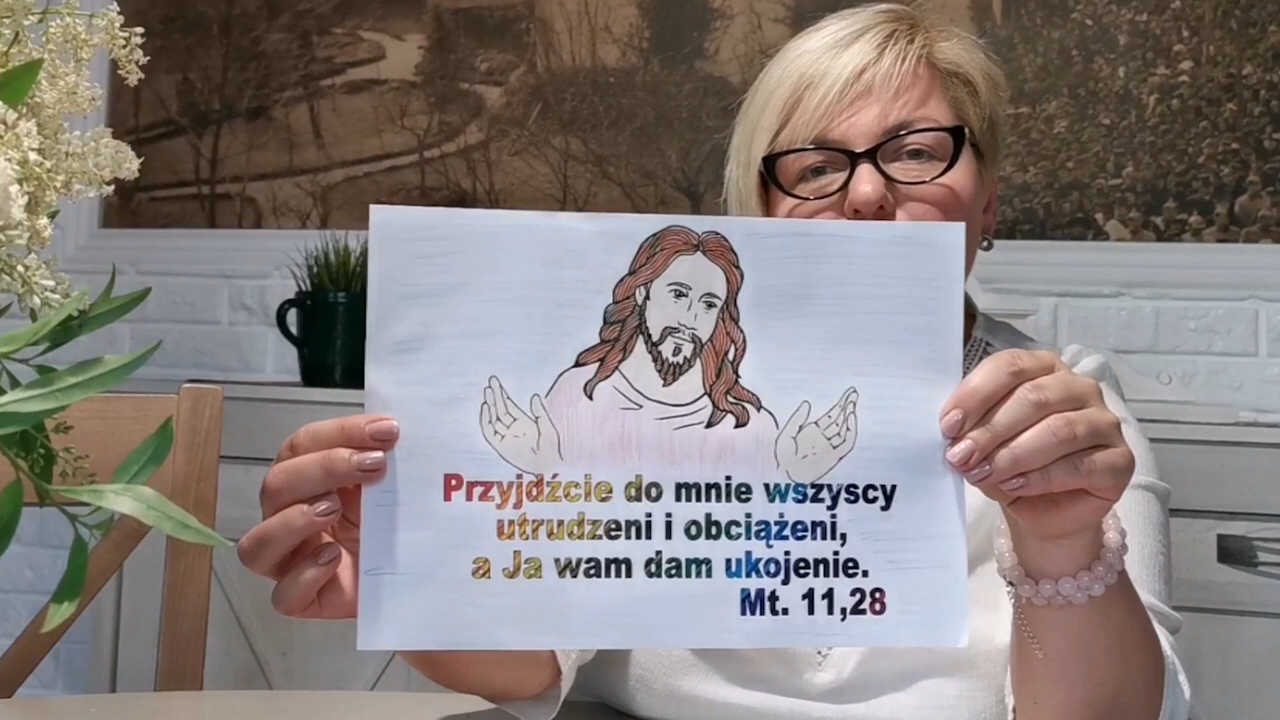 Przyjdźcie do mnie wszyscy
utrudzeni i obciążeni,
a Ja wam dam ukojenie.
Mt. 11,28